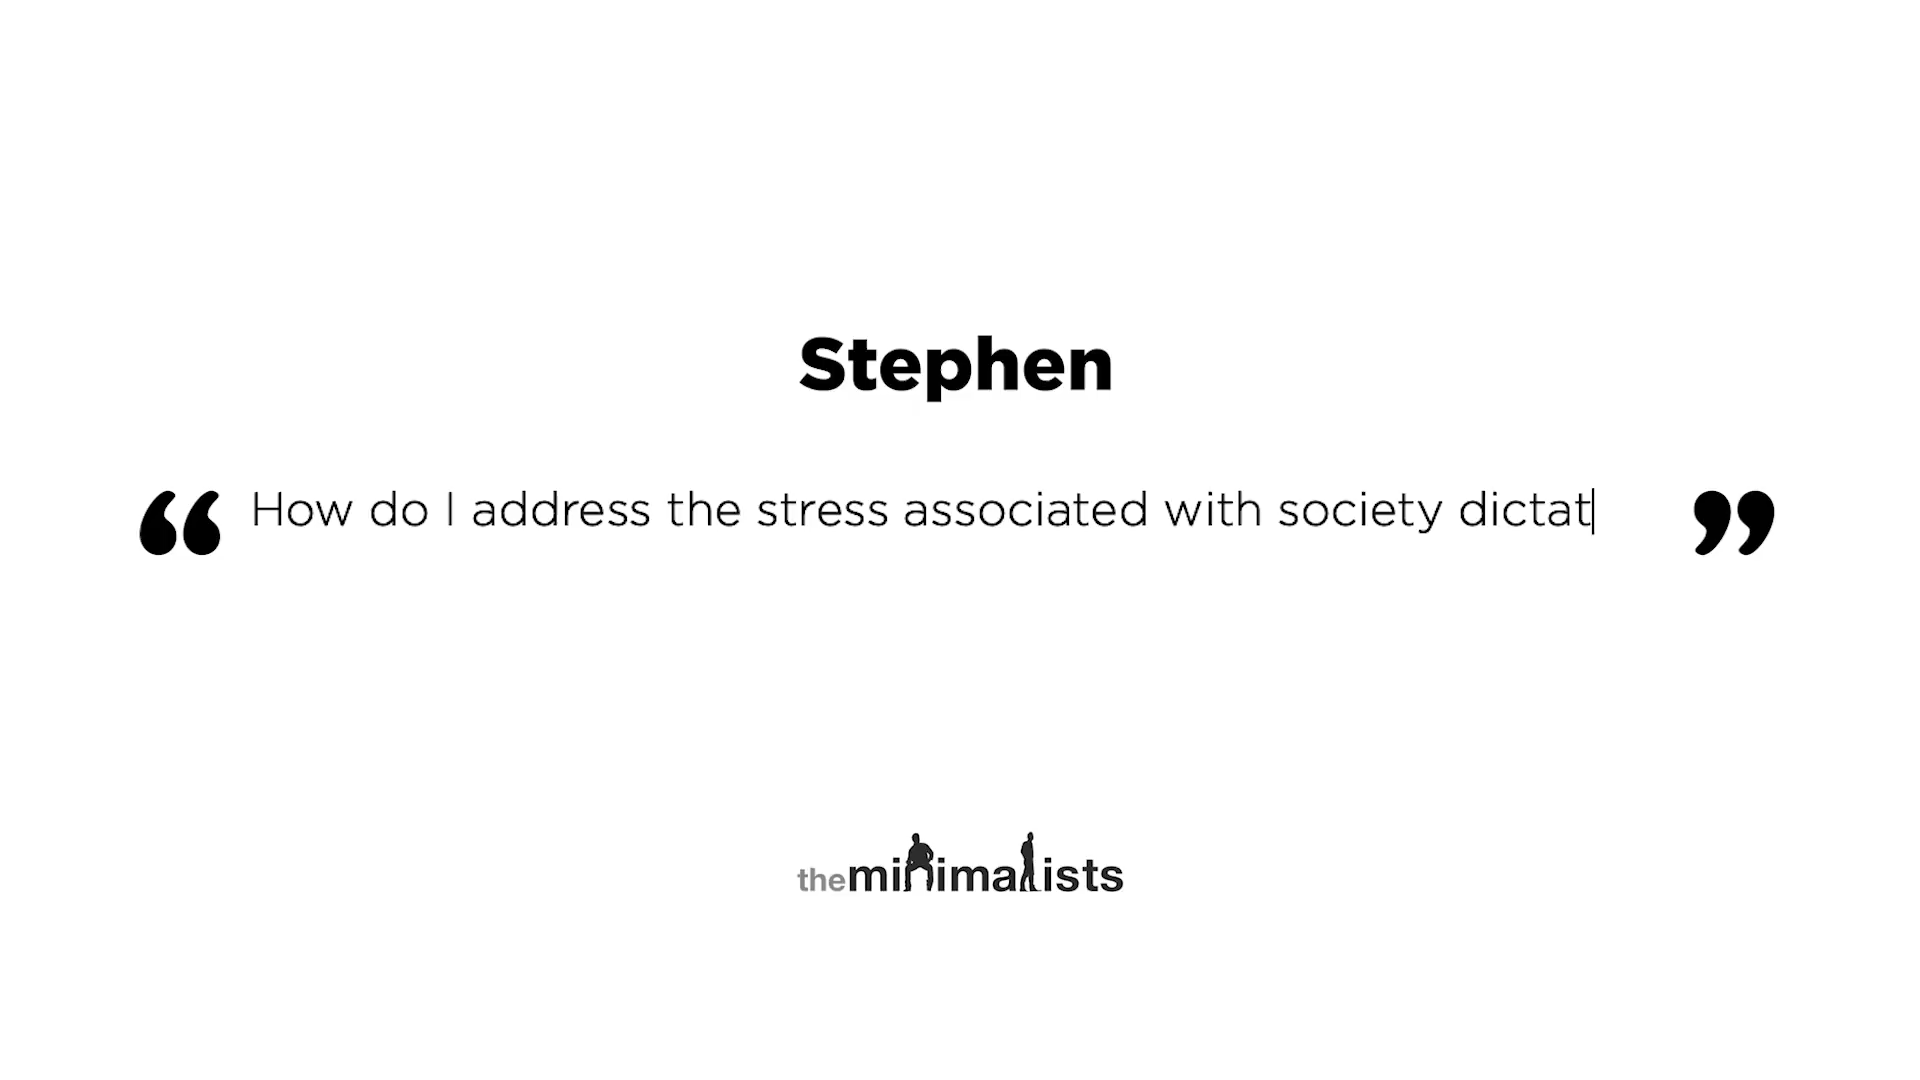 Stephen
“ How do I address the stress associated with society dictat ”
theminimalists